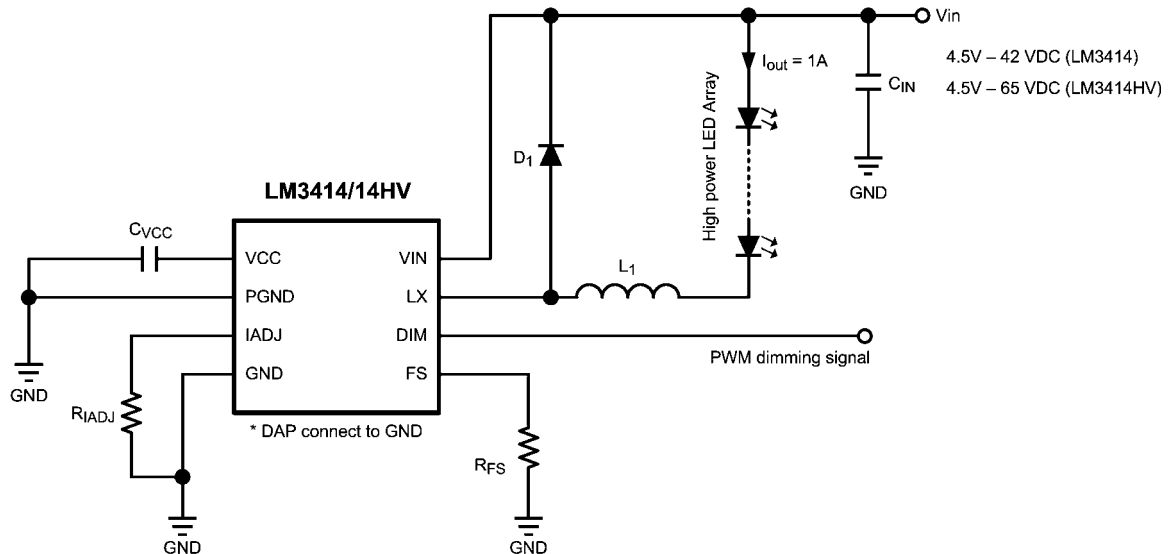 Vin
4.5V – 42 VDC (LM3414)
4.5V – 65 VDC (LM3414HV)
Iout = 1A
CIN
GND
High power LED Array
D1
LM3414/14HV
CVCC
VCC
VIN
L1
PGND
LX
IADJ
DIM
PWM dimming signal
GND
FS
GND
RIADJ
* DAP connect to GND
RFS
GND
GND